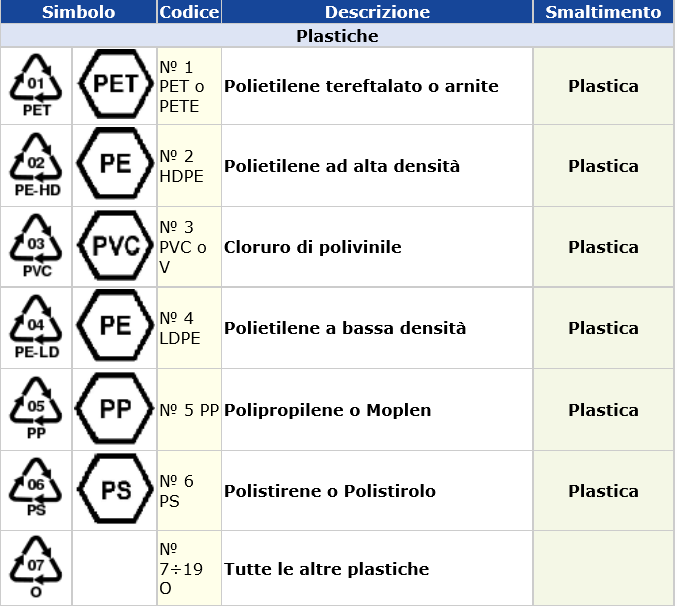 Simbolo Codice Descrizione Smaltimento
Plastiche
01
PET
PET
№ 1
PET o
PETE
Polietilene tereftalato o arnite
Plastica
02
PE-HD
PE
№ 2
HDPE
Polietilene ad alta densità
Plastica
03
PVC
PVC
№ 3
PVC o
V
Cloruro di polivinile
Plastica
04
PE-LD
PE
№ 4
LDPE
Polietilene a bassa densità
Plastica
05
PP
PP
№ 5 PP
Polipropilene o Moplen
Plastica
06
PS
PS
№ 6
PS
Polistirene o Polistirolo
Plastica
07
O
№
7÷19
O
Tutte le altre plastiche